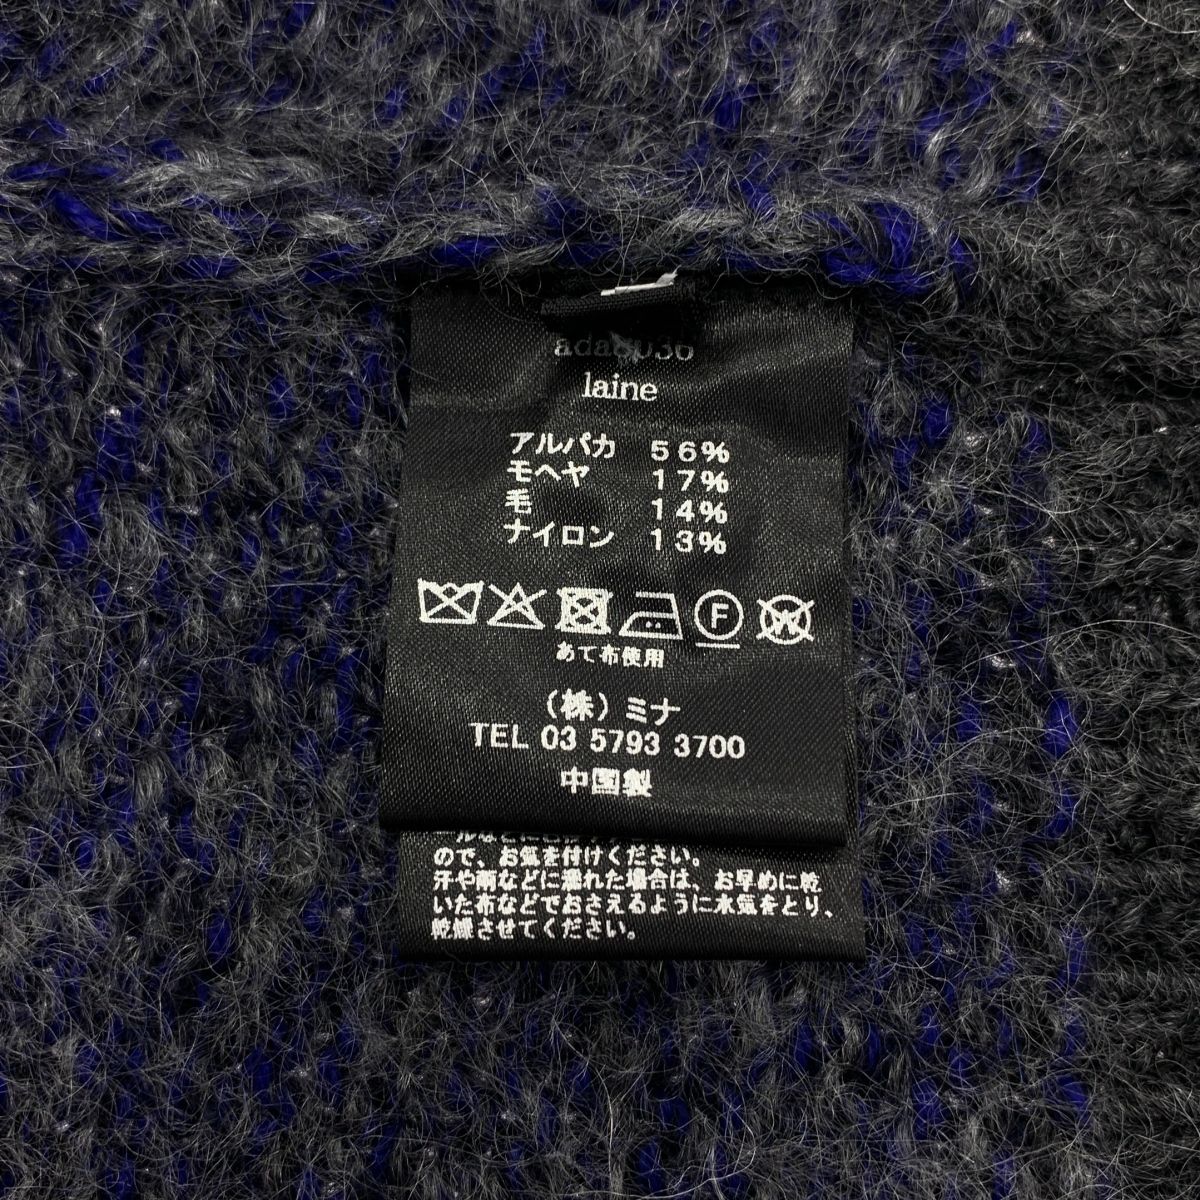 ada8036
laine
アルパカ 56%
モヘヤ 17%
毛 14%
ナイロン 13%
F W
あて布使用
(株)ミナ
TEL 03 5793 3700
中国製
ので、お気を付けください。
汗や雨などに濡れた場合は、お早めに乾
いた布などでおさえるように水気をとり、
乾燥させてください。